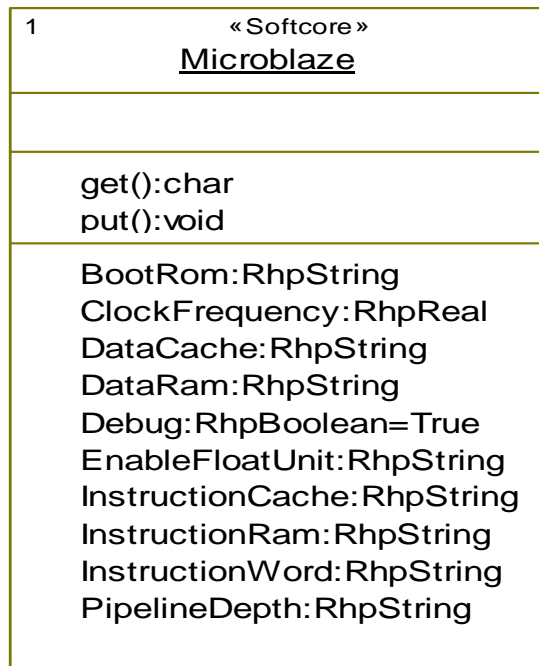 1 «Softcore»
Microblaze
get():char
put():void
BootRom:RhpString
ClockFrequency:RhpReal
DataCache:RhpString
DataRam:RhpString
Debug:RhpBoolean=True
EnableFloatUnit:RhpString
InstructionCache:RhpString
InstructionRam:RhpString
InstructionWord:RhpString
PipelineDepth:RhpString